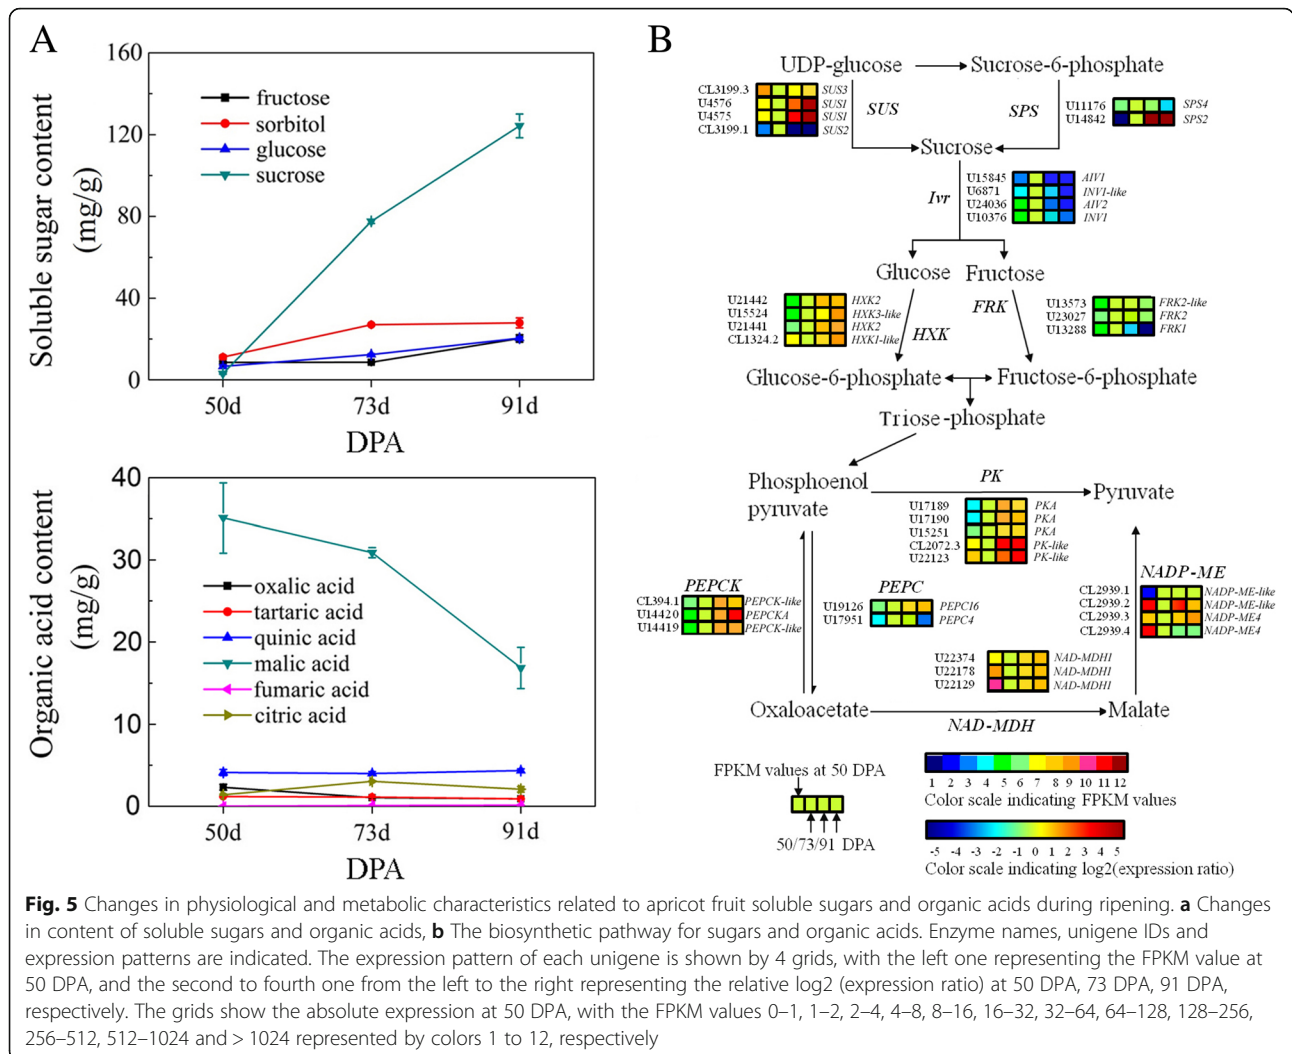 A
160
120
80
40
0
Soluble sugar content
(mg/g)
fructose
sorbitol
glucose
sucrose
50d 73d 91d
DPA
40
30
20
10
0
Organic acid content
(mg/g)
oxalic acid
tartaric acid
quinic acid
malic acid
fumaric acid
citric acid
50d 73d 91d
DPA
B
UDP-glucose Sucrose-6-phosphate
CL3199.3 SUS3
U4576 SUS1
U4575 SUS1
CL3199.1 SUS2
SUS
SPS
U11176 SPS4
U14842 SPS2
Sucrose
Ivr
U15845 AIV1
U6871 INV1-like
U24036 AIV2
U10376 INV1
Glucose Fructose
U21442 HXK2
U15524 HXK3-like
U21441 HXK2
CL1324.2 HXK1-like
HXK
FRK
U13573 FRK2-like
U23027 FRK2
U13288 FRK1
Glucose-6-phosphate Fructose-6-phosphate
Triose-phosphate
Phosphoenol
pyruvate
PK
Pyruvate
U17189 PKA
U17190 PKA
U15251 PKA
CL2072.3 PK-like
U22123 PK-like
PEPCK
CL394.1 PEPCK-like
U14420 PEPCKA
U14419 PEPCK-like
PEPC
U19126 PEPC16
U17951 PEPC4
NADP-ME
CL2939.1 NADP-ME-like
CL2939.2 NADP-ME-like
CL2939.3 NADP-ME4
CL2939.4 NADP-ME4
U22374 NAD-MDH1
U22178 NAD-MDH1
U22129 NAD-MDH1
Oxaloacetate Malate
NAD-MDH
FPKM values at 50 DPA
50/73/91 DPA
1 2 3 4 5 6 7 8 9 10 11 12
Color scale indicating FPKM values
-5 -4 -3 -2 -1 0 1 2 3 4 5
Color scale indicating log2(expression ratio)
Fig. 5 Changes in physiological and metabolic characteristics related to apricot fruit soluble sugars and organic acids during ripening. a Changes
in content of soluble sugars and organic acids, b The biosynthetic pathway for sugars and organic acids. Enzyme names, unigene IDs and
expression patterns are indicated. The expression pattern of each unigene is shown by 4 grids, with the left one representing the FPKM value at
50 DPA, and the second to fourth one from the left to the right representing the relative log2 (expression ratio) at 50 DPA, 73 DPA, 91 DPA,
respectively. The grids show the absolute expression at 50 DPA, with the FPKM values 0–1, 1–2, 2–4, 4–8, 8–16, 16–32, 32–64, 64–128, 128–256,
256–512, 512–1024 and > 1024 represented by colors 1 to 12, respectively